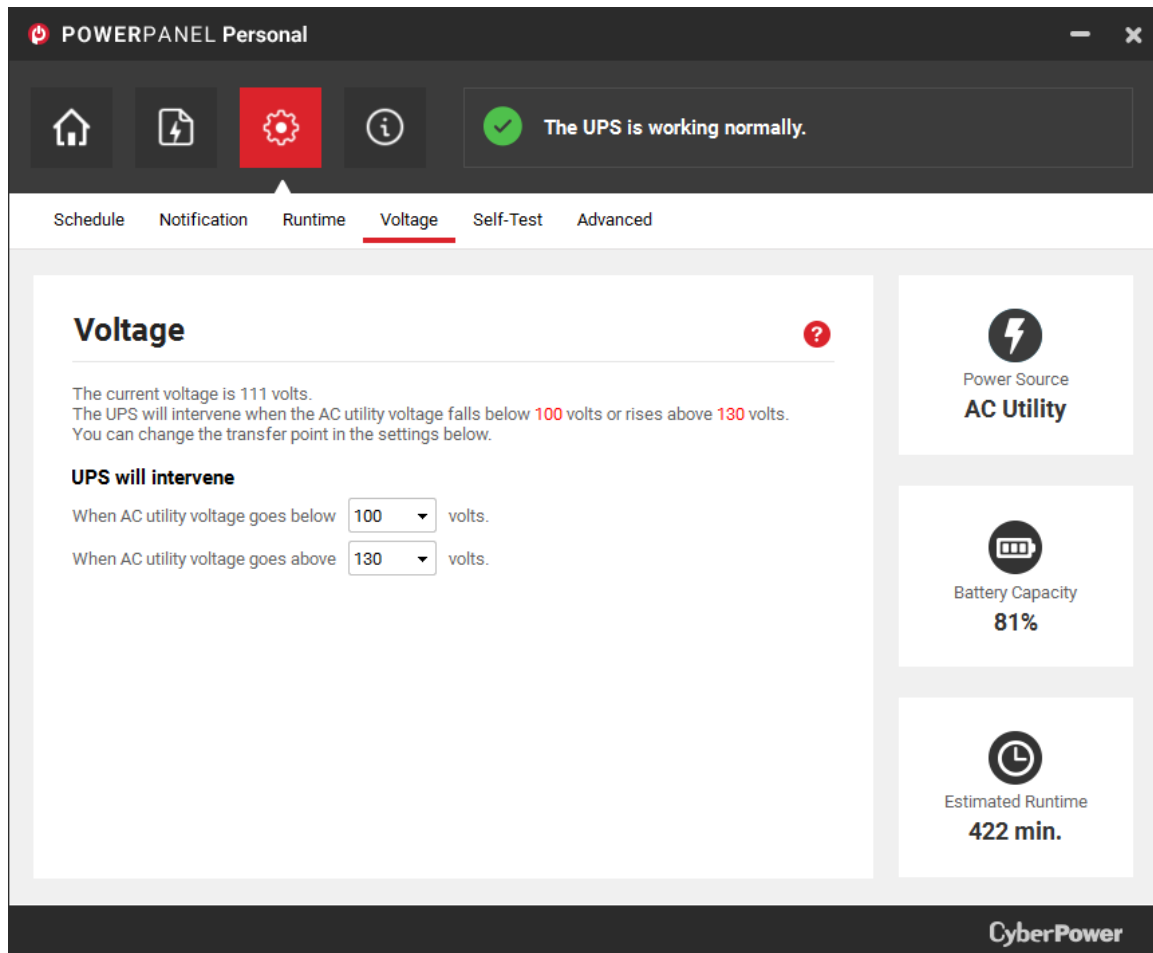 POWERPANEL Personal
The UPS is working normally.
Schedule Notification Runtime Voltage Self-Test Advanced
Voltage
?
The current voltage is 111 volts.
The UPS will intervene when the AC utility voltage falls below 100 volts or rises above 130 volts.
You can change the transfer point in the settings below.
UPS will intervene
When AC utility voltage goes below 100 volts.
When AC utility voltage goes above 130 volts.
Power Source
AC Utility
Battery Capacity
81%
Estimated Runtime
422 min.
CyberPower